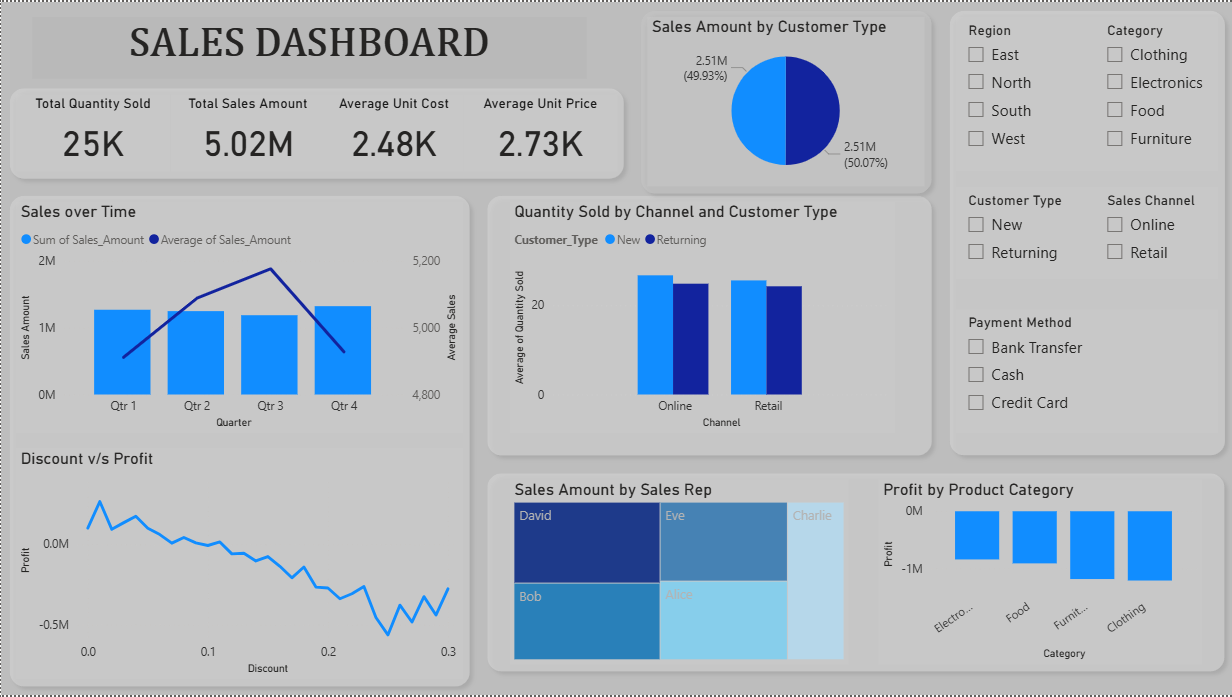 SALES DASHBOARD
Total Quantity Sold
25K
Total Sales Amount
5.02M
Average Unit Cost
2.48K
Average Unit Price
2.73K
Sales Amount by Customer Type
2.51M
(49.93%)
2.51M
(50.07%)
Region
East
North
South
West
Category
Clothing
Electronics
Food
Furniture
Customer Type
New
Returning
Sales Channel
Online
Retail
Payment Method
Bank Transfer
Cash
Credit Card
Sales over Time
Sum of Sales_Amount Average of Sales_Amount
2M
1M
0M
Sales Amount
5,200
5,000
4,800
Average Sales
Qtr 1 Qtr 2 Qtr 3 Qtr 4
Quarter
Quantity Sold by Channel and Customer Type
Customer_Type New Returning
Average of Quantity Sold
20
0
Online Retail
Channel
Discount v/s Profit
Profit
0.0M
-0.5M
0.0 0.1 0.2 0.3
Discount
Sales Amount by Sales Rep
David
Eve
Charlie
Bob
Alice
Profit by Product Category
Profit
0M
-1M
Electro... Food Furnit... Clothing
Category